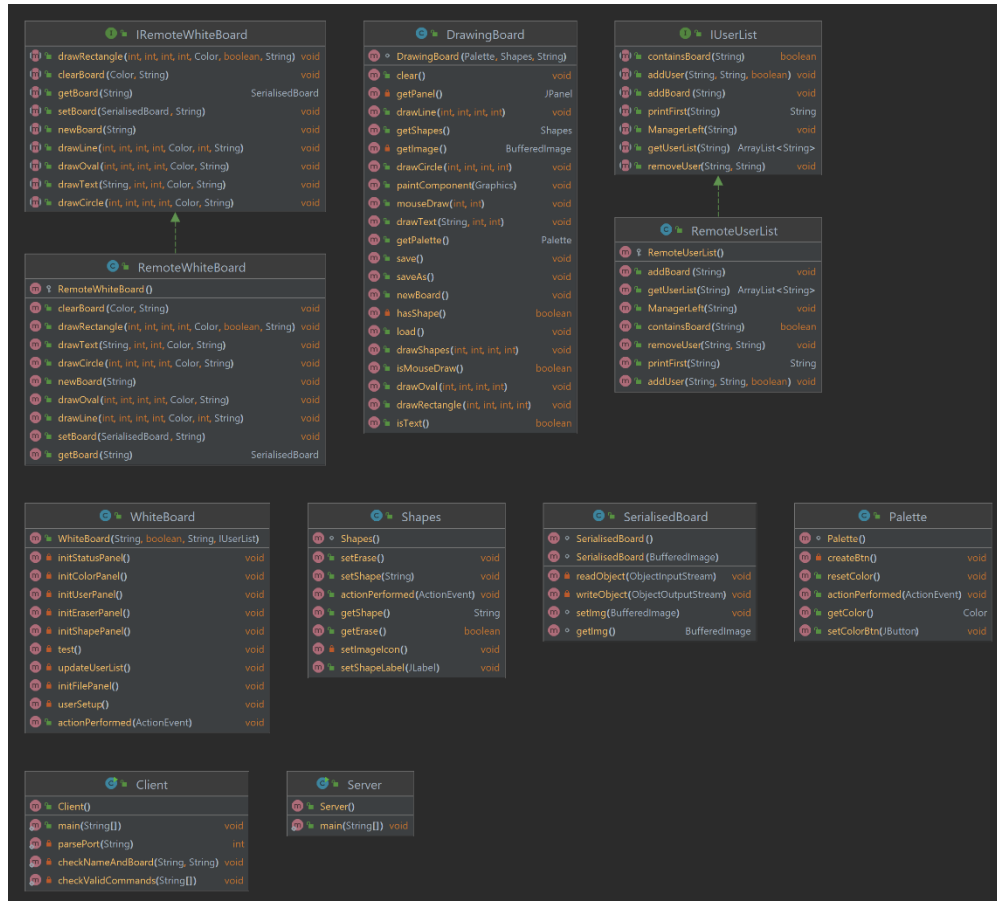 IRemoteWhiteBoard
drawRectangle(int, int, int, int, Color, boolean, String) void
clearBoard(Color, String) void
getBoard(String) SerialisedBoard
setBoard(SerialisedBoard, String) void
newBoard(String) void
drawLine(int, int, int, int, Color, int, String) void
drawOval(int, int, int, int, Color, String) void
drawText(String, int, int, Color, String) void
drawCircle(int, int, int, int, Color, String) void
RemoteWhiteBoard
RemoteWhiteBoard()
clearBoard(Color, String) void
drawRectangle(int, int, int, int, Color, boolean, String) void
drawText(String, int, int, Color, String) void
drawCircle(int, int, int, int, Color, String) void
newBoard(String) void
drawOval(int, int, int, int, Color, String) void
drawLine(int, int, int, int, Color, int, String) void
setBoard(SerialisedBoard, String) void
getBoard(String) SerialisedBoard
DrawingBoard
DrawingBoard(Palette, Shapes, String)
clear() void
getPanel() JPanel
drawLine(int, int, int, int) void
getShapes() Shapes
getImage() BufferedImage
drawCircle(int, int, int, int) void
paintComponent(Graphics) void
mouseDraw(int, int) void
drawText(String, int, int) void
getPalette() Palette
save() void
saveAs() void
newBoard() void
hasShape() boolean
load() void
drawShapes(int, int, int, int) void
isMouseDraw() boolean
drawOval(int, int, int, int) void
drawRectangle(int, int, int, int) void
isText() boolean
IUserList
containsBoard(String) boolean
addUser(String, String, boolean) void
addBoard(String) void
printFirst(String) String
ManagerLeft(String) void
getUserList(String) ArrayList<String>
removeUser(String, String) void
RemoteUserList
RemoteUserList()
addBoard(String) void
getUserList(String) ArrayList<String>
ManagerLeft(String) void
containsBoard(String) boolean
removeUser(String, String) void
printFirst(String) String
addUser(String, String, boolean) void
WhiteBoard
WhiteBoard(String, boolean, String, IUserList)
initStatusPanel() void
initColorPanel() void
initUserPanel() void
initEraserPanel() void
initShapePanel() void
test() void
updateUserList() void
initFilePanel() void
userSetup() void
actionPerformed(ActionEvent) void
Shapes
Shapes()
setErase() void
setShape(String) void
actionPerformed(ActionEvent) void
getShape() String
getErase() boolean
setImageIcon() void
setShapeLabel(JLabel) void
SerialisedBoard
SerialisedBoard()
SerialisedBoard(BufferedImage)
readObject(ObjectInputStream) void
writeObject(ObjectOutputStream) void
setImg(BufferedImage) void
getImg() BufferedImage
Palette
Palette()
createBtn() void
resetColor() void
actionPerformed(ActionEvent) void
getColor() Color
setColorBtn(JButton) void
Client
Client()
main(String[]) void
parsePort(String) int
checkNameAndBoard(String, String) void
checkValidCommands(String[]) void
Server
Server()
main(String[]) void